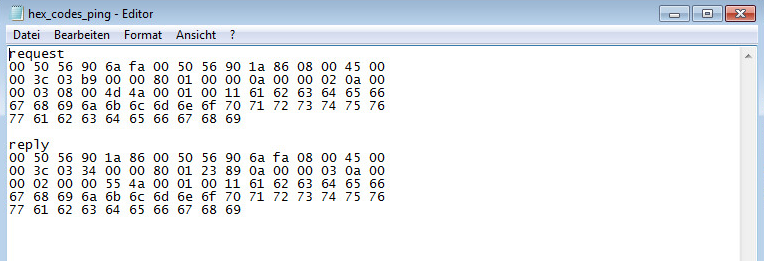 hex_codes_ping - Editor
Datei Bearbeiten Format Ansicht ?
request
00 50 56 90 6a fa 00 50 56 90 1a 86 08 00 45 00
00 3c 03 b9 00 00 80 01 00 00 0a 00 00 02 0a 00
00 03 08 00 4d 4a 00 01 00 11 61 62 63 64 65 66
67 68 69 6a 6b 6c 6d 6e 6f 70 71 72 73 74 75 76
77 61 62 63 64 65 66 67 68 69
reply
00 50 56 90 1a 86 00 50 56 90 6a fa 08 00 45 00
00 3c 03 34 00 00 80 01 23 89 0a 00 00 03 0a 00
00 02 00 00 55 4a 00 01 00 11 61 62 63 64 65 66
67 68 69 6a 6b 6c 6d 6e 6f 70 71 72 73 74 75 76
77 61 62 63 64 65 66 67 68 69